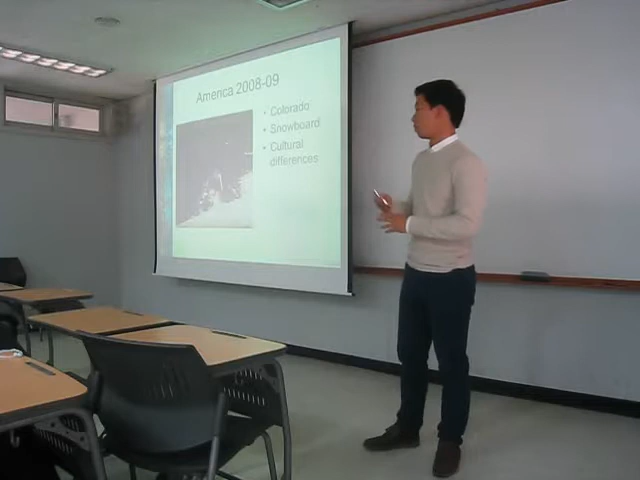 America 2008-09
• Colorado
• Snowboard
• Cultural
differences